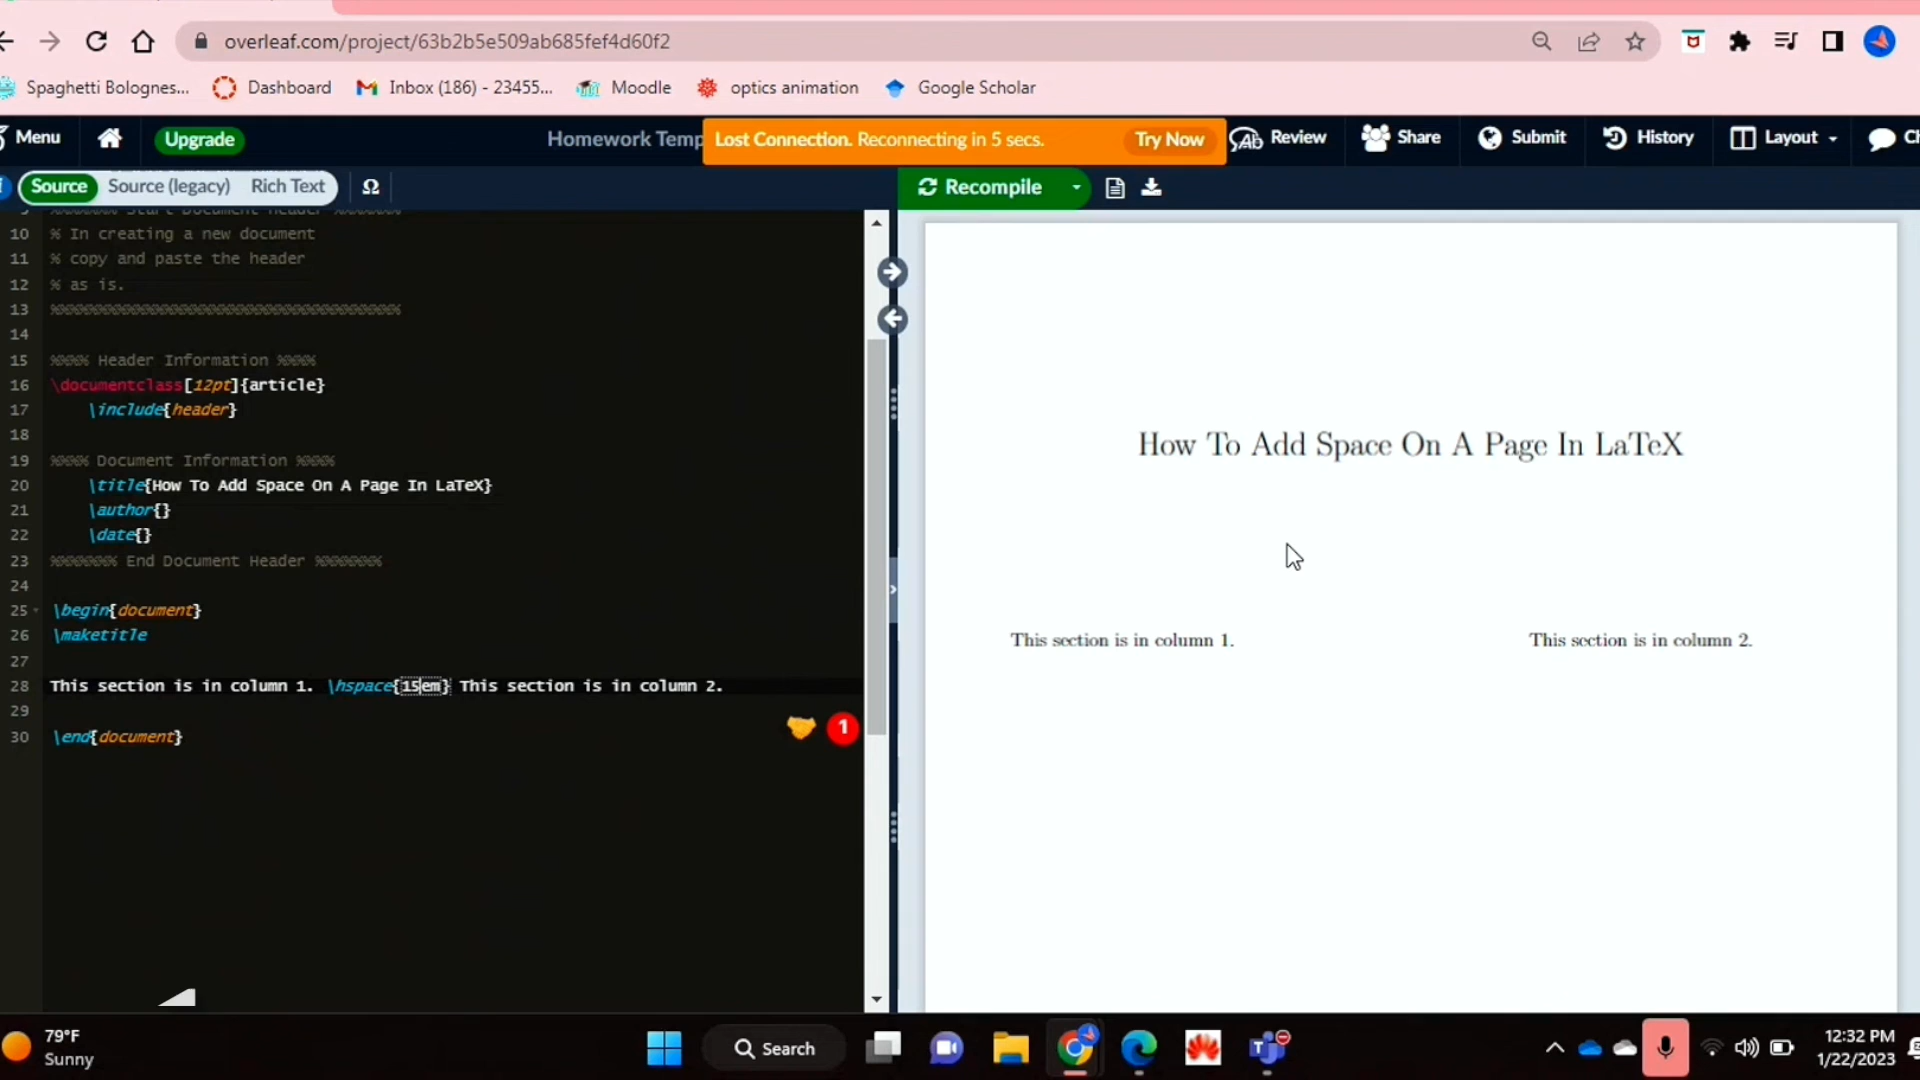 overleaf.com/project/63b2b5e509ab685fef4d60f2
Spaghetti Bolognes...
Dashboard
Inbox (186) - 23455...
Moodle
optics animation
Google Scholar
Menu
Upgrade
Homework Temp
Lost Connection. Reconnecting in 5 secs.
Try Now
Review
Share
Submit
History
Layout
Ch
Source
Source (legacy)
Rich Text
Ω
Recompile
9 %%%%%%% Start Document Header %%%%%%%
10 % In creating a new document
11 % copy and paste the header
12 % as is.
13 %%%%%%%%%%%%%%%%%%%%%%%%%%%%%%%%%%%%%
14
15 %%%% Header Information %%%%
16 \documentclass[12pt]{article}
17 \include{header}
18
19 %%%% Document Information %%%%
20 \title{How To Add Space On A Page In LaTeX}
21 \author{}
22 \date{}
23 %%%%%%% End Document Header %%%%%%%
24
25 \begin{document}
26 \maketitle
27
28 This section is in column 1. \hspace{15em} This section is in column 2.
29
30 \end{document}
1
How To Add Space On A Page In LaTeX
This section is in column 1.
This section is in column 2.
79°F
Sunny
Search
12:32 PM
1/22/2023